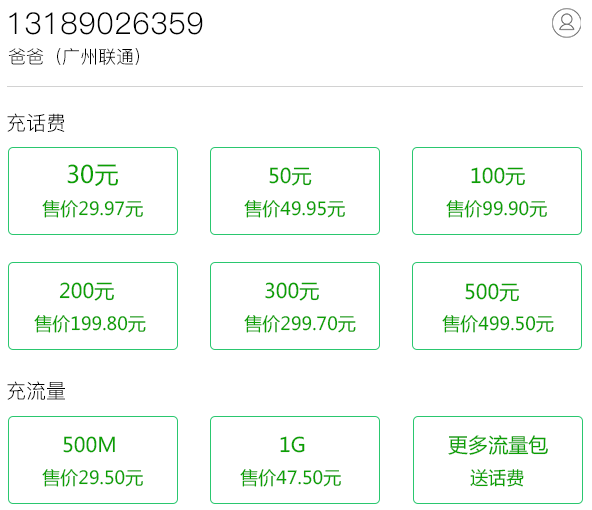 13189026359
爸爸（广州联通）
充话费
30元 50元 100元
售价29.97元 售价49.95元 售价99.90元
200元 300元 500元
售价199.80元 售价299.70元 售价499.50元
充流量
500M 1G 更多流量包
售价29.50元 售价47.50元 送话费